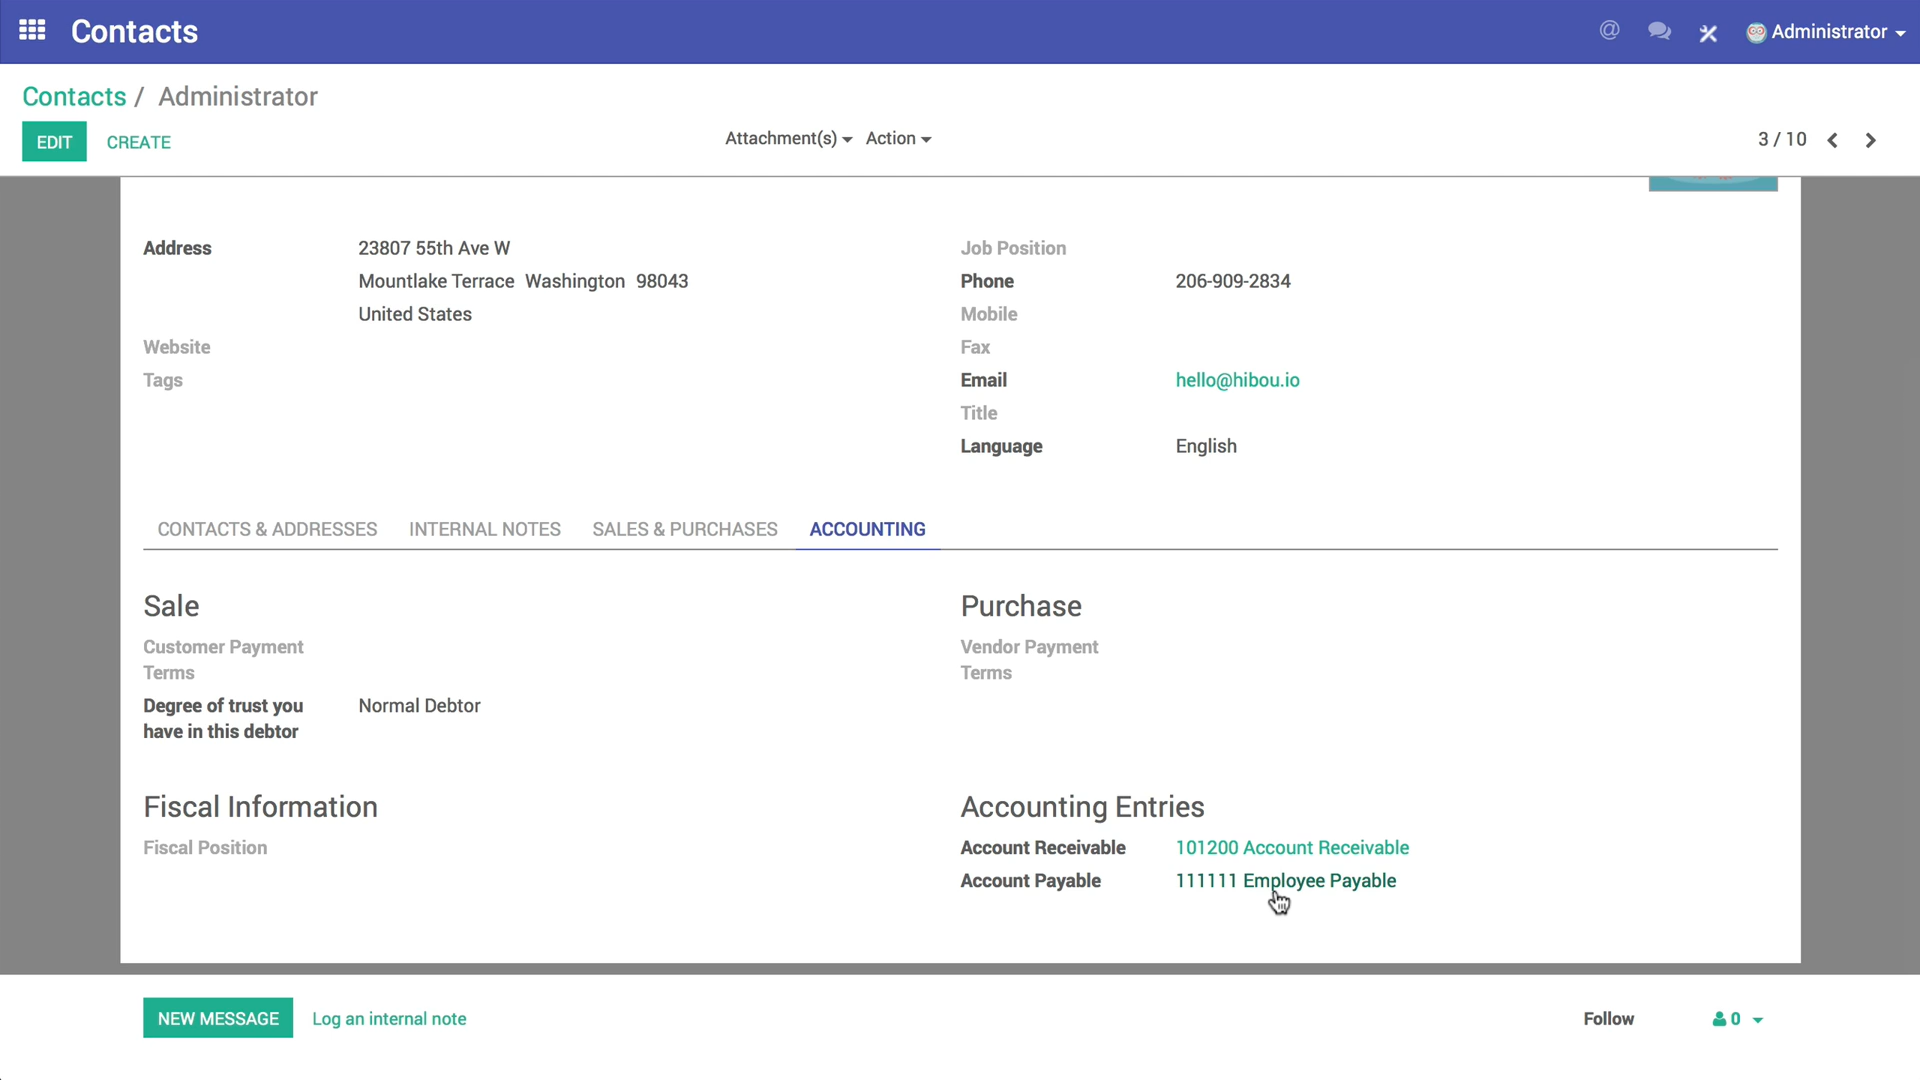 Contacts
@
Administrator
Contacts / Administrator
EDIT CREATE
Attachment(s) Action
3 / 10
Address 23807 55th Ave W
Mountlake Terrace Washington 98043
United States
Website
Tags
Job Position
Phone 206-909-2834
Mobile
Fax
Email hello@hibou.io
Title
Language English
CONTACTS & ADDRESSES INTERNAL NOTES SALES & PURCHASES ACCOUNTING
Sale
Customer Payment
Terms
Degree of trust you
have in this debtor
Normal Debtor
Purchase
Vendor Payment
Terms
Fiscal Information
Fiscal Position
Accounting Entries
Account Receivable 101200 Account Receivable
Account Payable 111111 Employee Payable
NEW MESSAGE Log an internal note
Follow 0